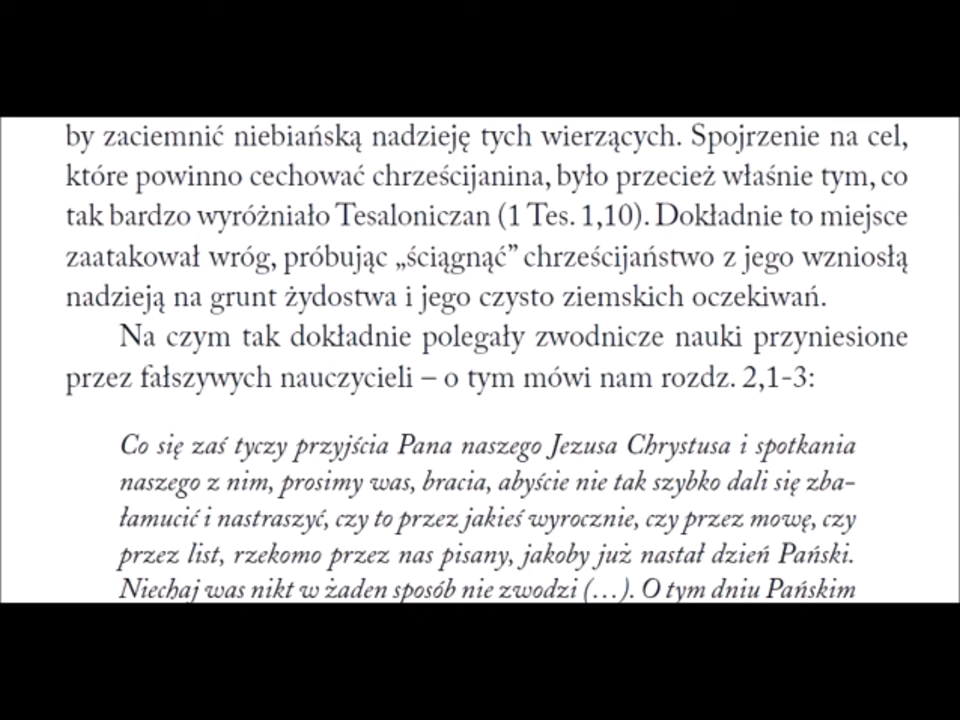 by zaciemnić niebiańską nadzieję tych wierzących. Spojrzenie na cel,
które powinno cechować chrześcijanina, było przecież właśnie tym, co
tak bardzo wyróżniało Tesaloniczan (1 Tes. 1,10). Dokładnie to miejsce
zaatakował wróg, próbując „ściągnąć” chrześcijaństwo z jego wzniosłą
nadzieją na grunt żydostwa i jego czysto ziemskich oczekiwań.
Na czym tak dokładnie polegały zwodnicze nauki przyniesione
przez fałszywych nauczycieli – o tym mówi nam rozdz. 2,1-3:
Co się zaś tyczy przyjścia Pana naszego Jezusa Chrystusa i spotkania
naszego z nim, prosimy was, bracia, abyście nie tak szybko dali się zba-
łamucić i nastraszyć, czy to przez jakieś wyrocznie, czy przez mowę, czy
przez list, rzekomo przez nas pisany, jakoby już nastał dzień Pański.
Niechaj was nikt w żaden sposób nie zwodzi (…). O tym dniu Pańskim